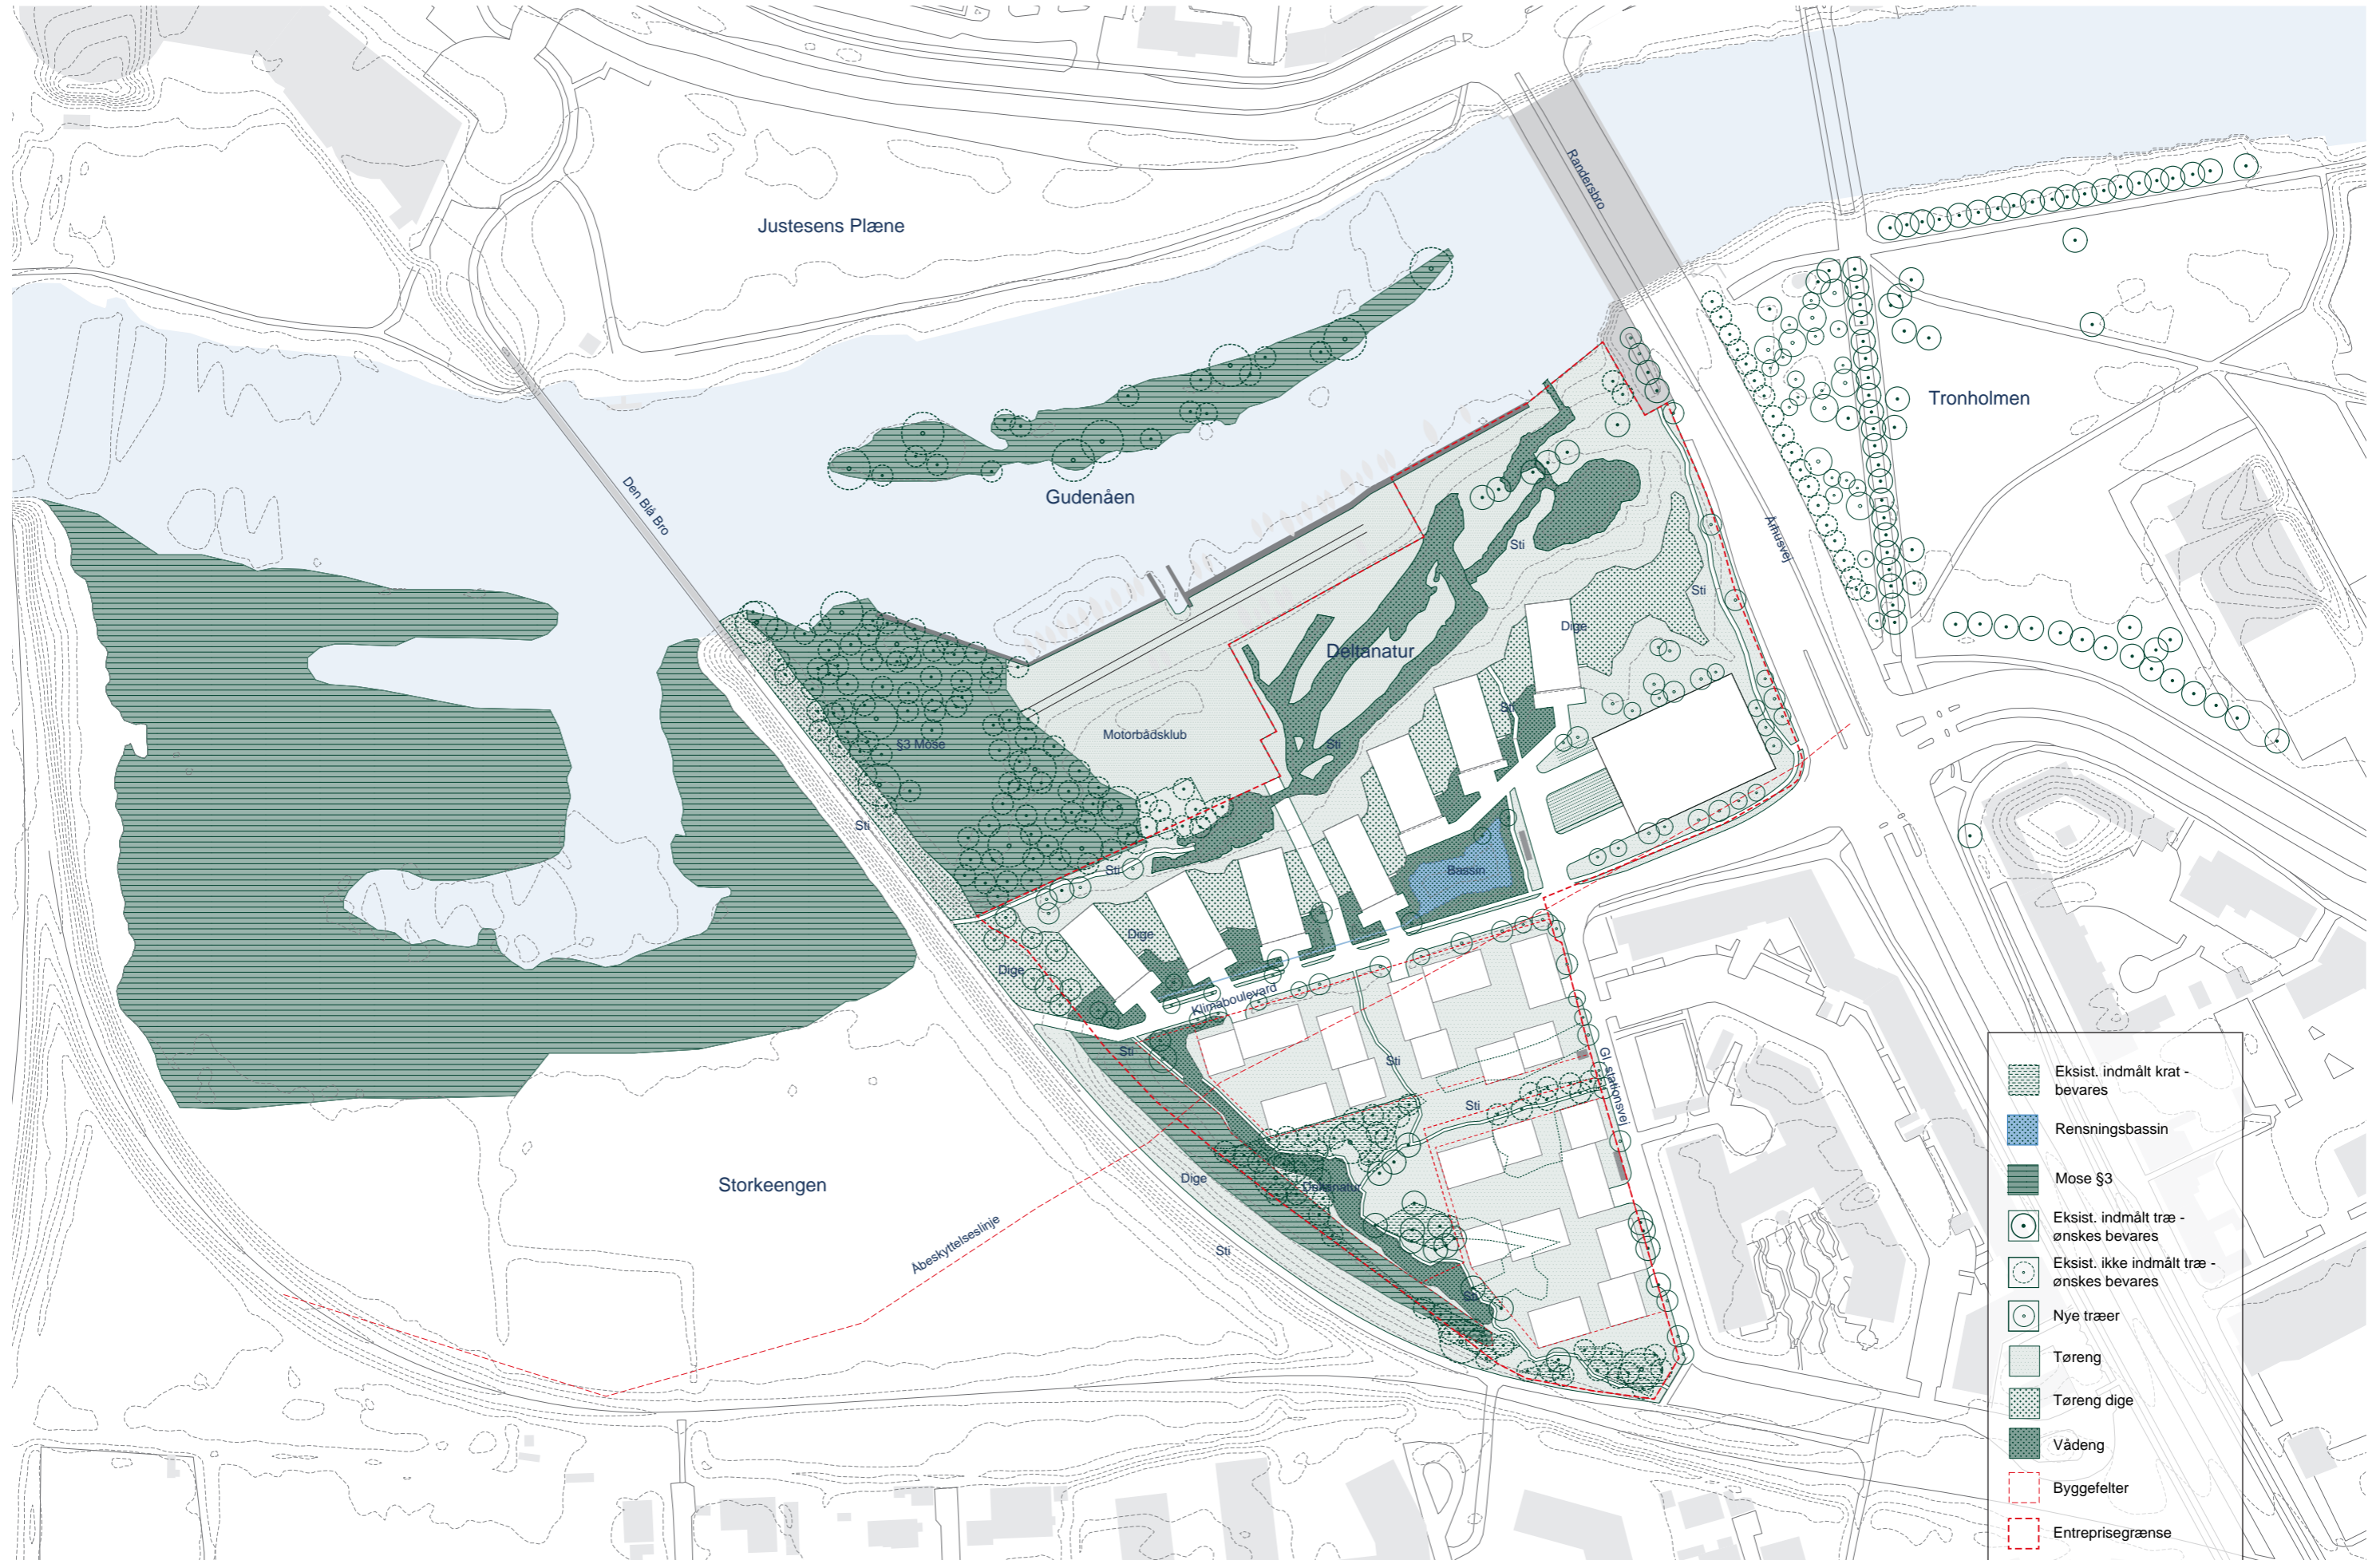 Randersbro
Justesens Plæne
Tronholmen
Gudenåen
Den Blå Bro
Århusvej
Sti
Sti
Dige
Deltanatur
Sti
Sti
Motorbådsklub
§3 Mose
Sti
Sti
Bassin
Dige
Dige
Klimaboulevard
Sti
Sti
Gl. stationsvej
Sti
Storkeengen
Dige
Deltanatur
Åbeskyttelseslinje
Sti
Sti
Eksist. indmålt krat -
bevares
Rensningsbassin
Mose §3
Eksist. indmålt træ -
ønskes bevares
Eksist. ikke indmålt træ -
ønskes bevares
Nye træer
Tøreng
Tøreng dige
Vådeng
Byggefelter
Entreprisegrænse